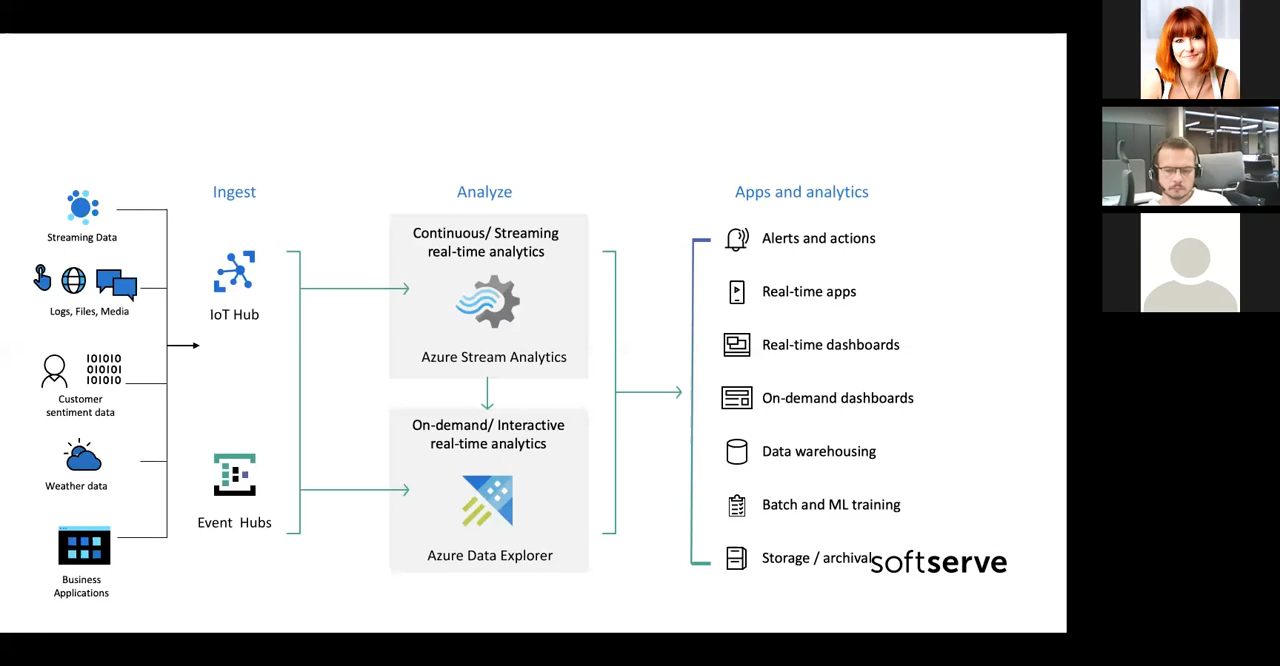 Ingest
Analyze
Apps and analytics
Streaming Data
Logs, Files, Media
101010
010101
101010
Customer
sentiment data
Weather data
Business
Applications
IoT Hub
Event Hubs
Continuous/ Streaming
real-time analytics
Azure Stream Analytics
On-demand/ Interactive
real-time analytics
Azure Data Explorer
Alerts and actions
Real-time apps
Real-time dashboards
On-demand dashboards
Data warehousing
Batch and ML training
Storage / archival
softserve